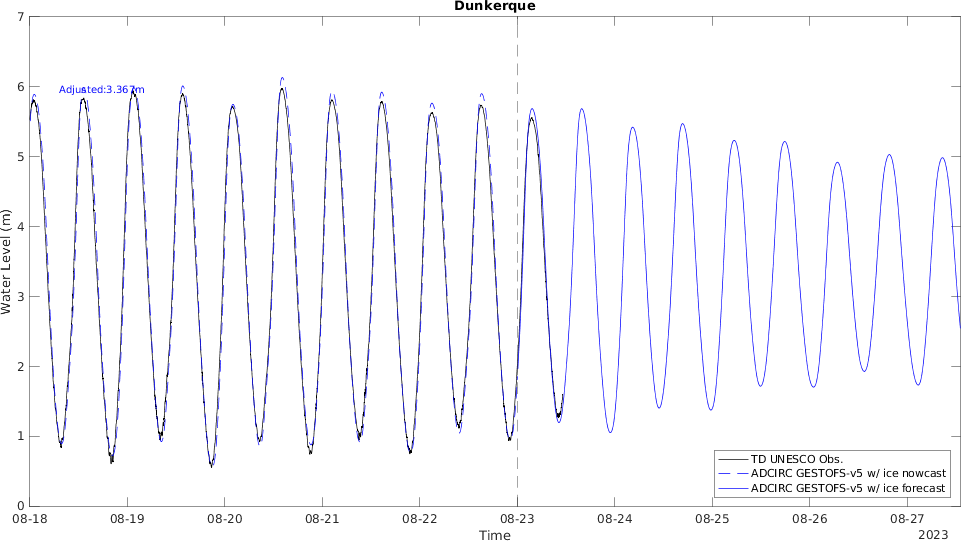 Dunkerque
7
6
5
4
3
2
1
0
Water Level (m)
Adjusted:3.367m
TD UNESCO Obs.
ADCIRC GESTOFS-v5 w/ ice nowcast
ADCIRC GESTOFS-v5 w/ ice forecast
08-18 08-19 08-20 08-21 08-22 08-23 08-24 08-25 08-26 08-27
Time
2023